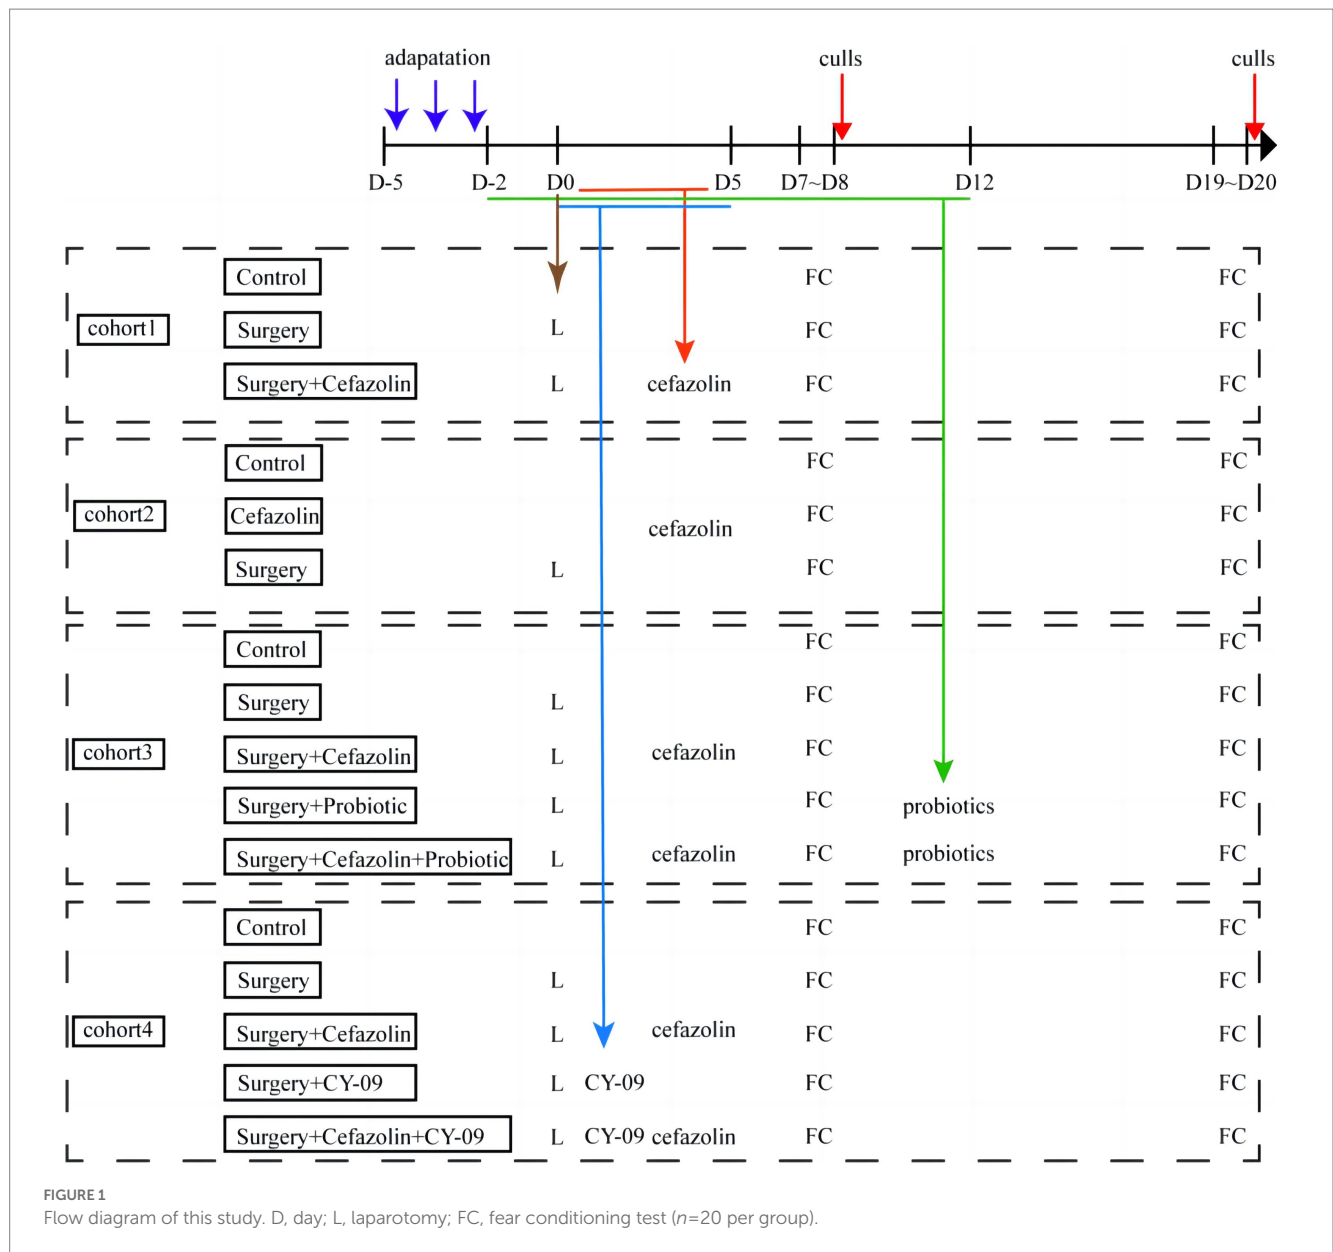 adapatation culls culls
D-5 D-2 D0 D5 D7~D8 D12 D19~D20
Control FC FC
cohort1 Surgery L FC FC
Surgery+Cefazolin L cefazolin FC FC
Control FC FC
cohort2 Cefazolin cefazolin FC FC
Surgery L FC FC
Control FC FC
Surgery L FC FC
cohort3 Surgery+Cefazolin L cefazolin FC FC
Surgery+Probiotic L FC probiotics FC
Surgery+Cefazolin+Probiotic L cefazolin FC probiotics FC
Control FC FC
Surgery L FC FC
cohort4 Surgery+Cefazolin L cefazolin FC FC
Surgery+CY-09 L CY-09 FC FC
Surgery+Cefazolin+CY-09 L CY-09 cefazolin FC FC
FIGURE 1
Flow diagram of this study. D, day; L, laparotomy; FC, fear conditioning test (n=20 per group).